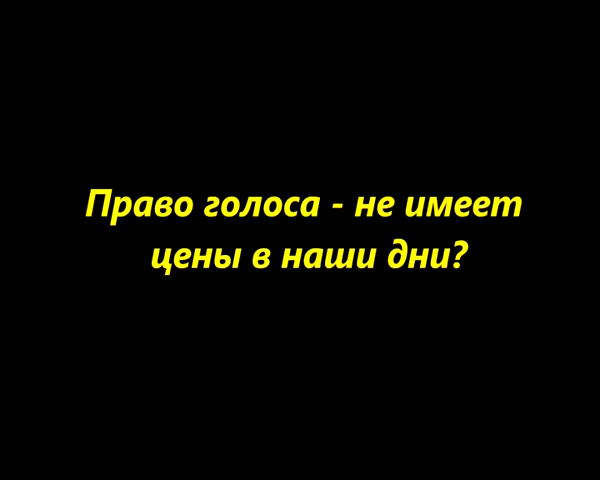 Право голоса - не имеет
цены в наши дни?